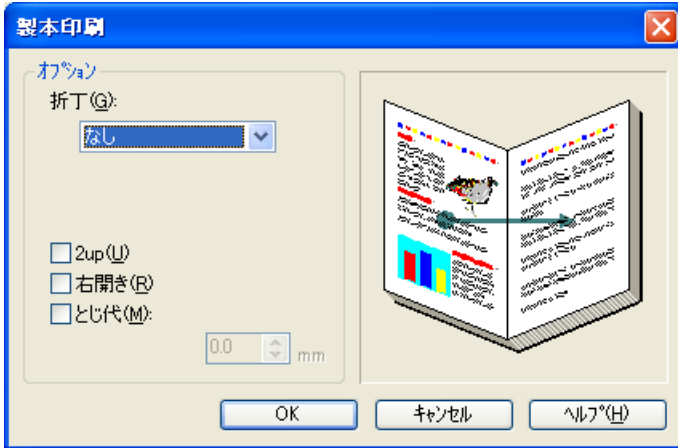 製本印刷
ｵﾌﾟｼｮﾝ
折丁(G):
なし
2up(U)
右開き(R)
とじ代(M):
0.0
mm
OK
ｷｬﾝｾﾙ
ﾍﾙﾌﾟ(H)